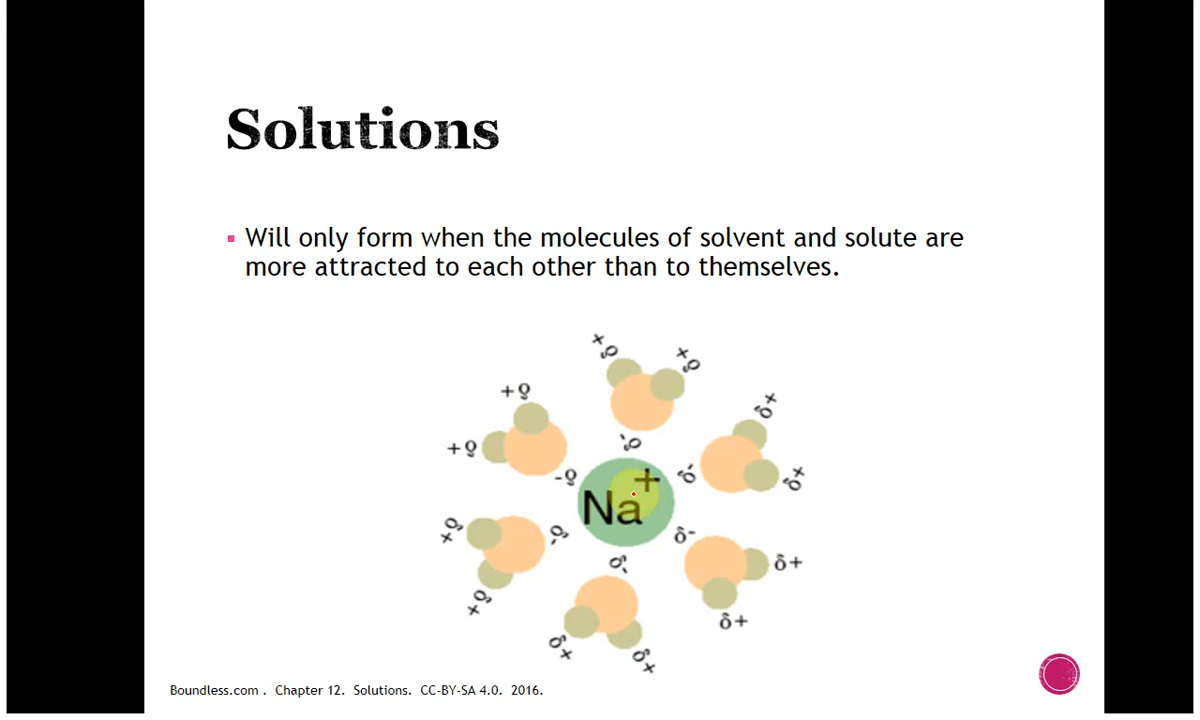 Solutions
Will only form when the molecules of solvent and solute are
more attracted to each other than to themselves.
δ+
δ+
δ+
δ+
δ-
δ+
δ+
δ-
δ-
δ+
Na+
δ+
δ-
δ-
δ-
δ+
δ+
δ+
δ+
δ+
Boundless.com . Chapter 12. Solutions. CC-BY-SA 4.0. 2016.